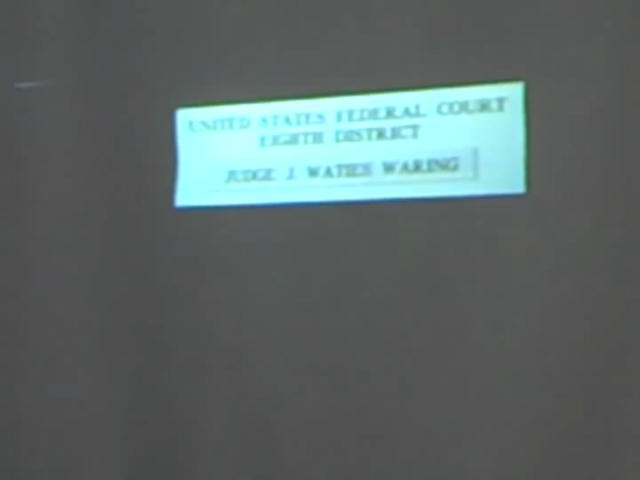 UNITED STATES FEDERAL COURT
EIGHTH DISTRICT
JUDGE J. WATIES WARING